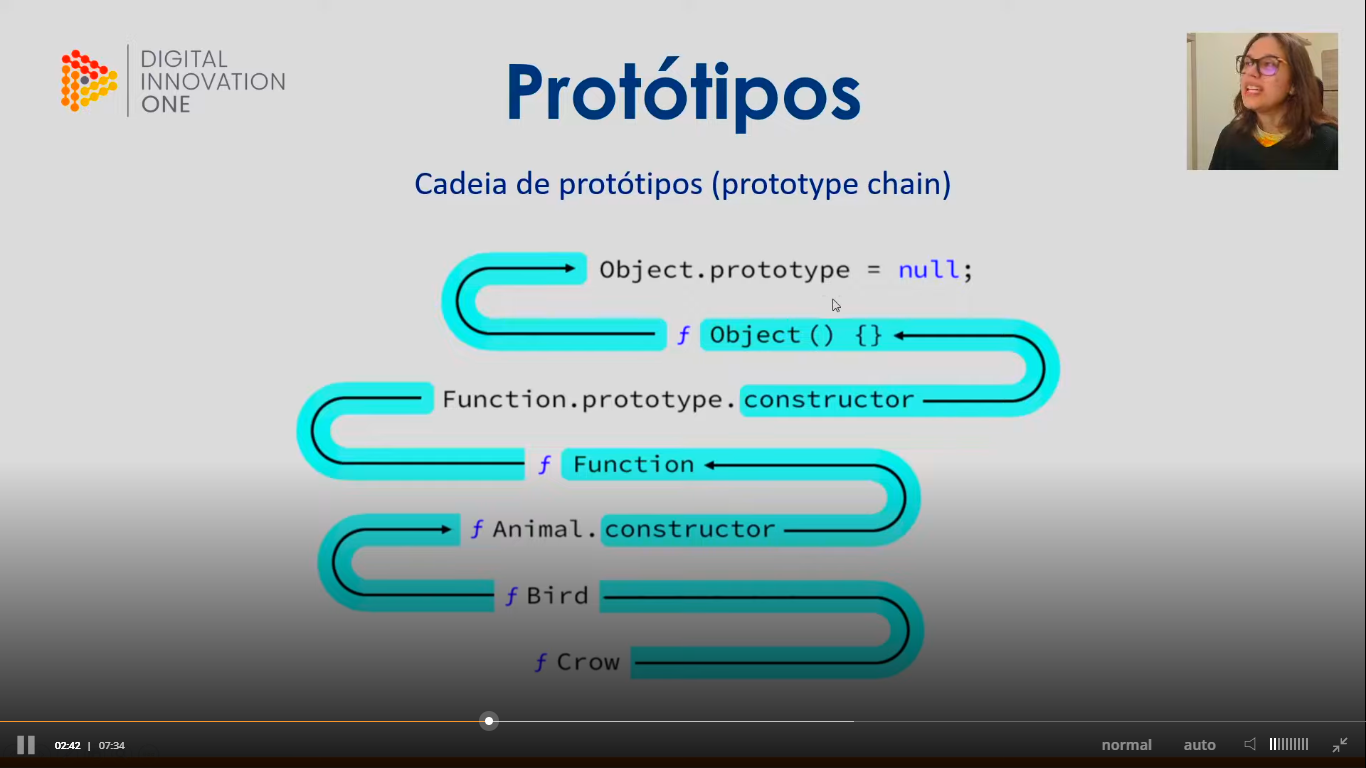 DIGITAL
INNOVATION
ONE
Protótipos
Cadeia de protótipos (prototype chain)
Object.prototype = null;
f Object() {}
Function.prototype.constructor
f Function
f Animal.constructor
f Bird
f Crow
02:42 | 07:34
normal auto